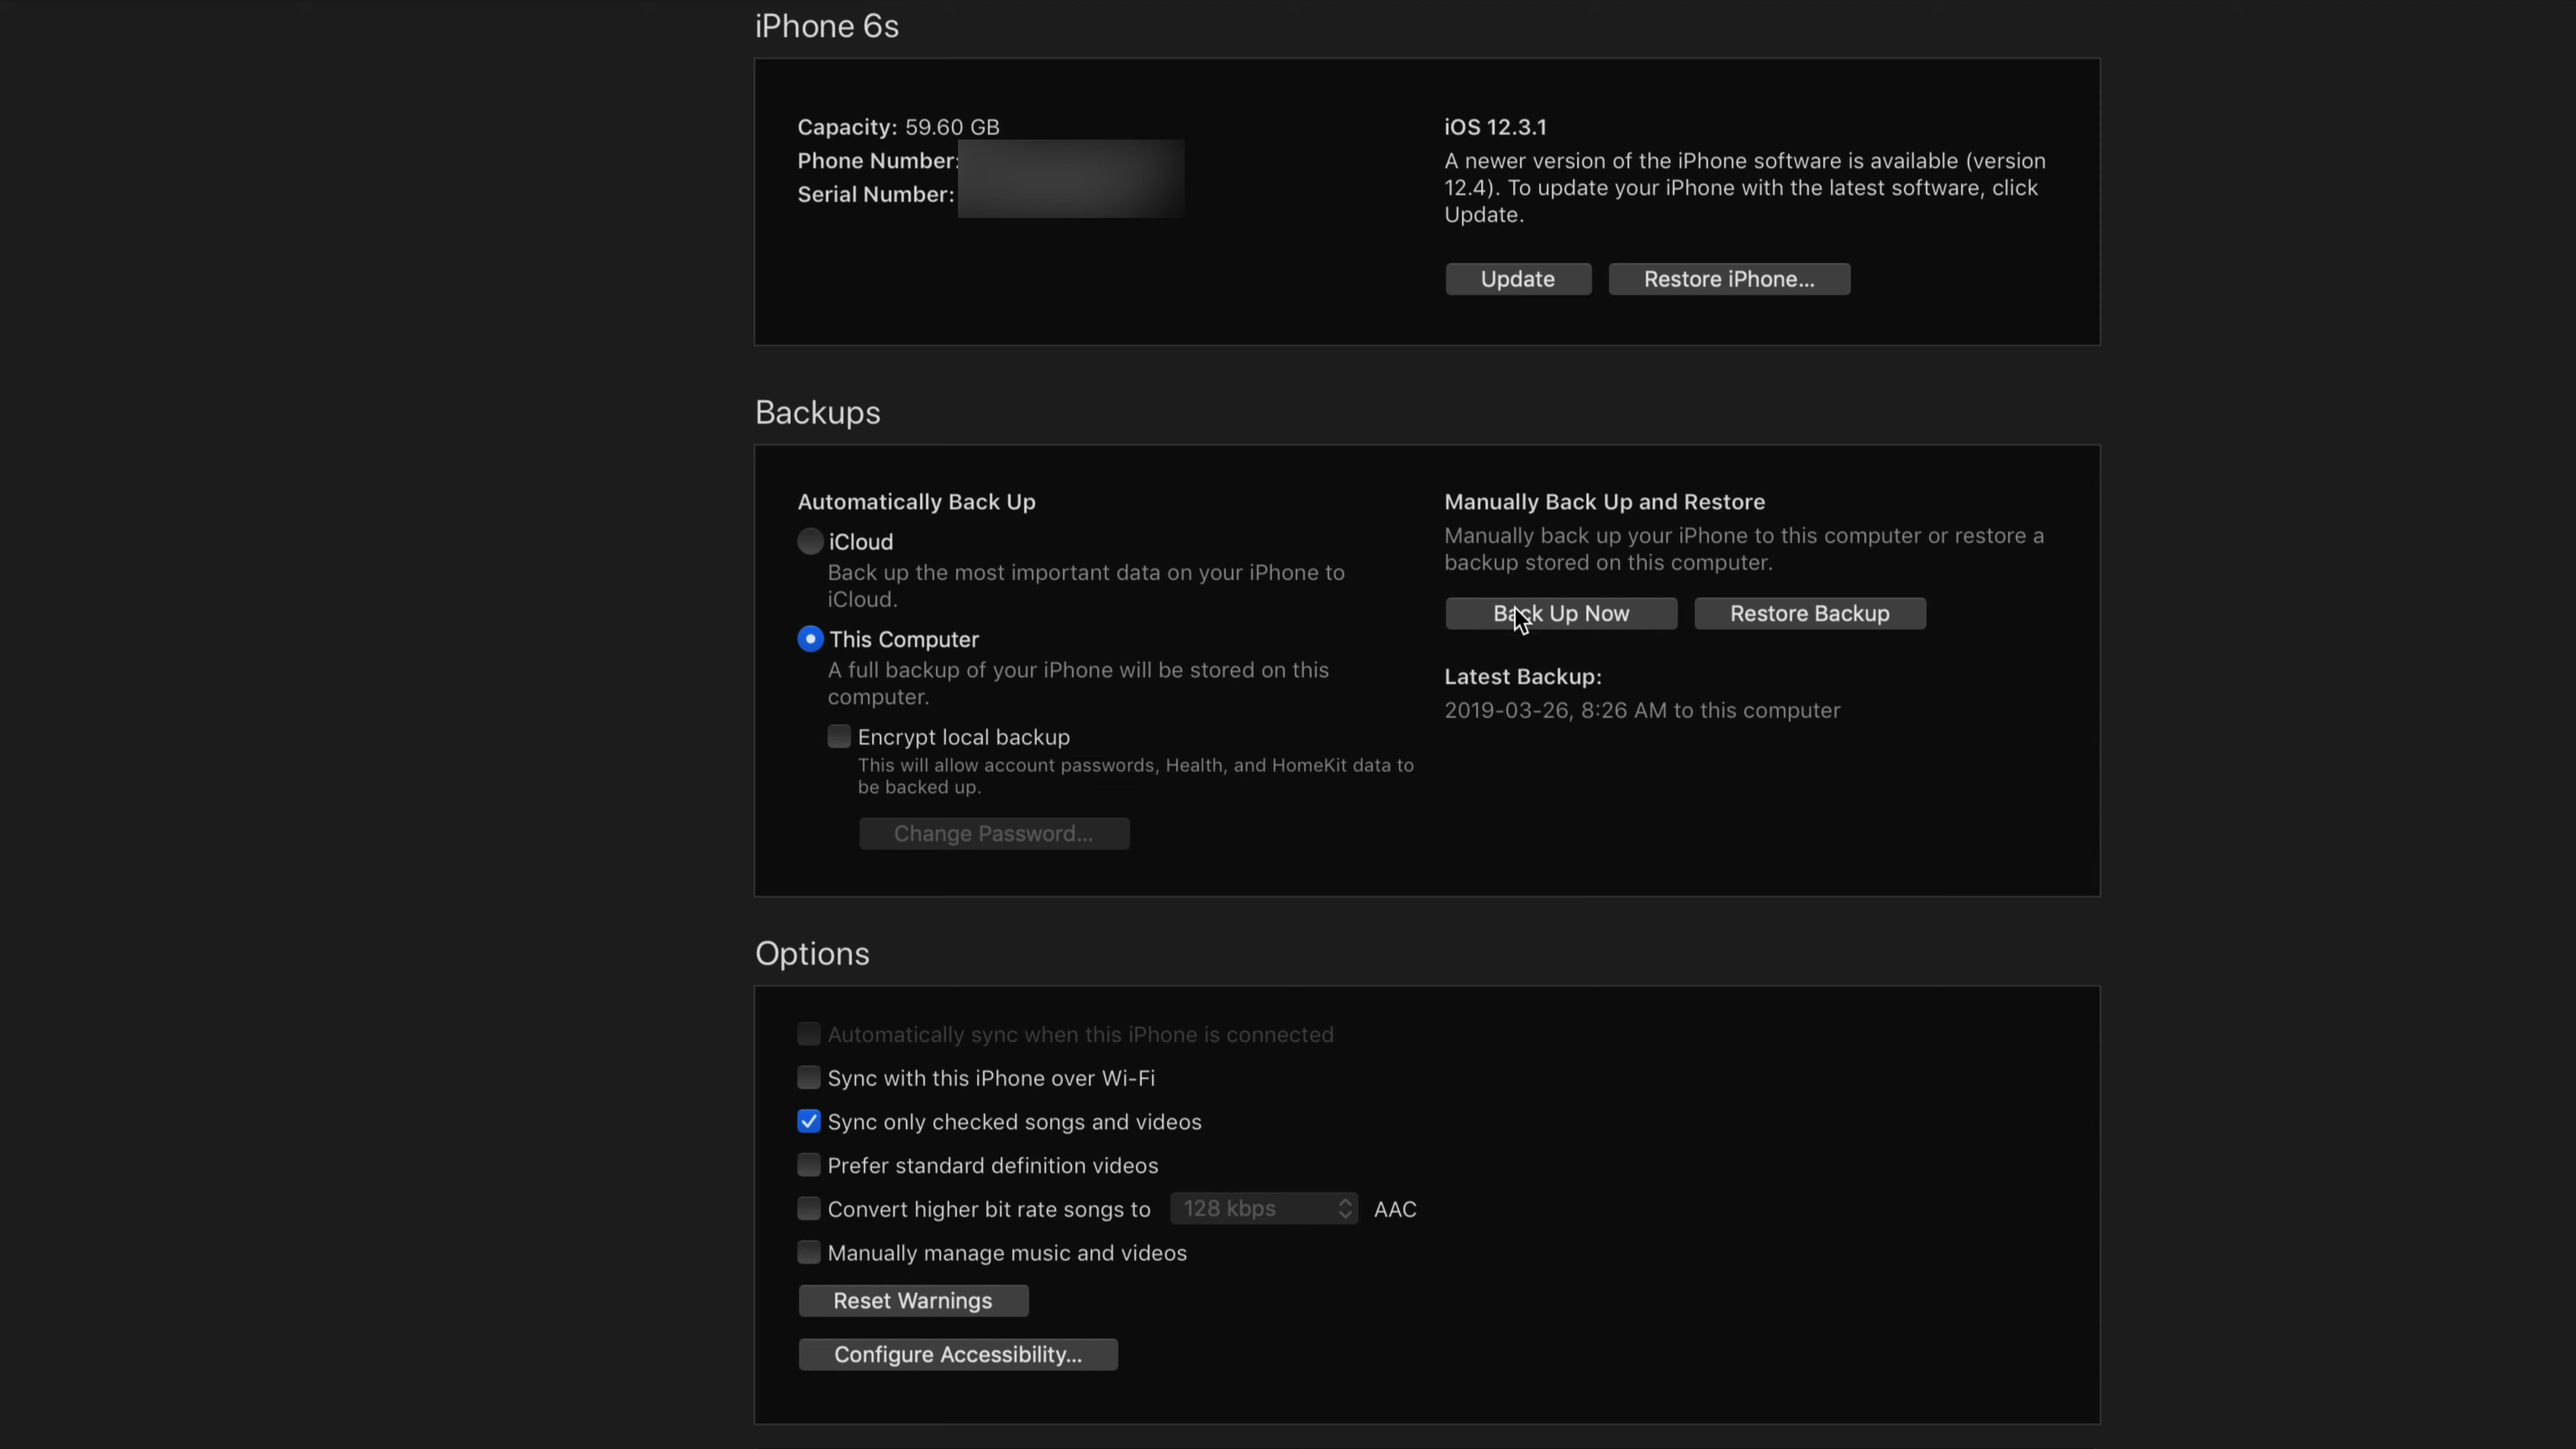 iPhone 6s
Capacity: 59.60 GB
Phone Number:
Serial Number:
iOS 12.3.1
A newer version of the iPhone software is available (version
12.4). To update your iPhone with the latest software, click
Update.
Update
Restore iPhone...
Backups
Automatically Back Up
iCloud
Back up the most important data on your iPhone to
iCloud.
This Computer
A full backup of your iPhone will be stored on this
computer.
Encrypt local backup
This will allow account passwords, Health, and HomeKit data to
be backed up.
Change Password...
Manually Back Up and Restore
Manually back up your iPhone to this computer or restore a
backup stored on this computer.
Back Up Now
Restore Backup
Latest Backup:
2019-03-26, 8:26 AM to this computer
Options
Automatically sync when this iPhone is connected
Sync with this iPhone over Wi-Fi
Sync only checked songs and videos
Prefer standard definition videos
Convert higher bit rate songs to 128 kbps AAC
Manually manage music and videos
Reset Warnings
Configure Accessibility...